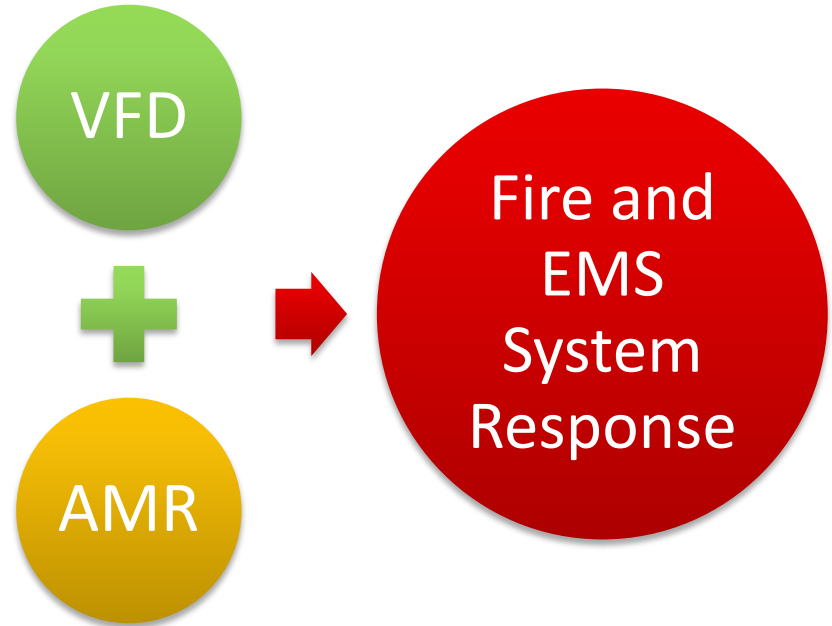 VFD
AMR
Fire and
EMS
System
Response